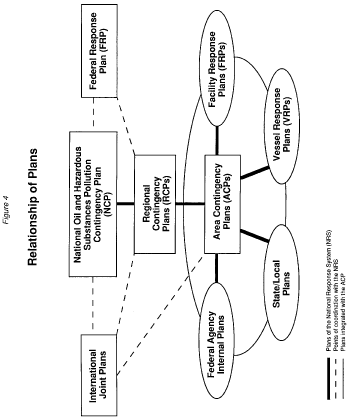 Figure 4
Relationship of Plans
Federal Response
Plan (FRP)
National Oil and Hazardous
Substances Pollution
Contingency Plan
(NCP)
International
Joint Plans
Regional
Contingency
Plans (RCPs)
Area Contingency
Plans (ACPs)
Facility Response
Plans (FRPs)
Vessel Response
Plans (VRPs)
Federal Agency
Internal Plans
State/Local
Plans
Plans of the National Response System (NRS)
Points of coordination with the NRS
Plans integrated with the ACP